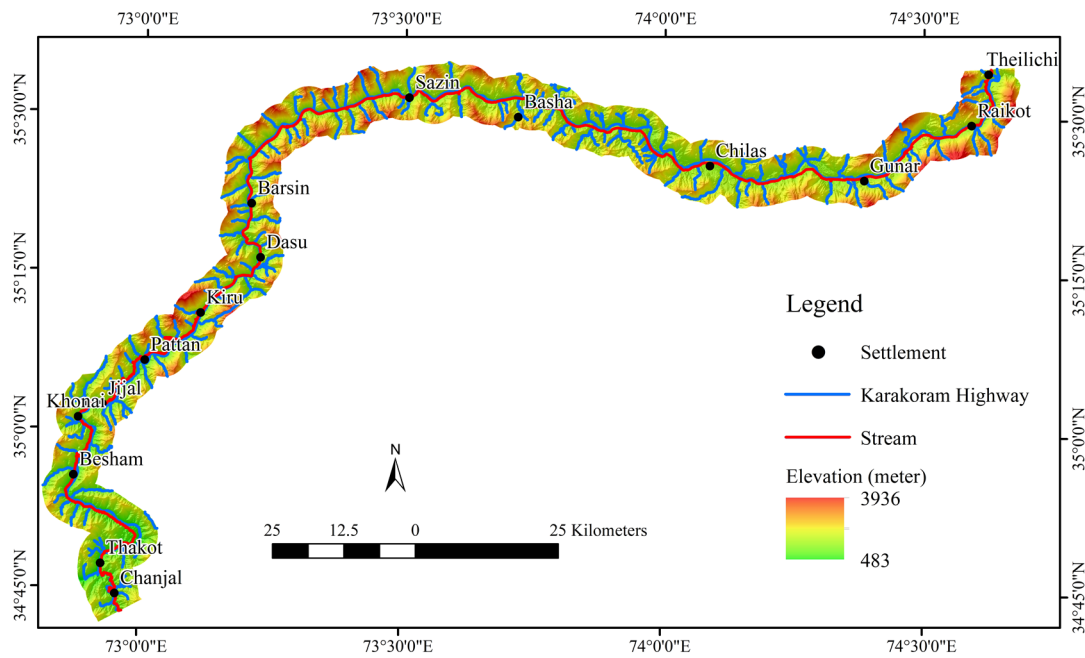 73°0'0"E 73°30'0"E 74°0'0"E 74°30'0"E
Theilichi
Sazin
Basha
Raikot
35°30'0"N
35°30'0"N
Chilas
Gunar
Barsin
Dasu
35°15'0"N
35°15'0"N
Kiru
Legend
Pattan
Settlement
Jijal
Khonai
Karakoram Highway
35°0'0"N
35°0'0"N
Stream
Besham
N
Elevation (meter)
3936
25 12.5 0 25 Kilometers
483
Thakot
Chanjal
34°45'0"N
34°45'0"N
73°0'0"E 73°30'0"E 74°0'0"E 74°30'0"E